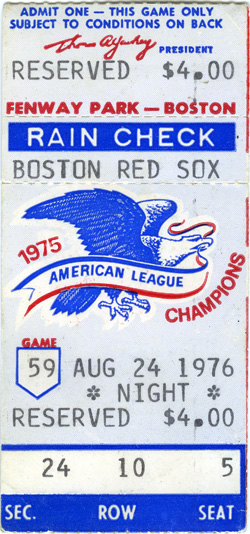 ADMIT ONE — THIS GAME ONLY
SUBJECT TO CONDITIONS ON BACK
Thomas A Yawkey
PRESIDENT
RESERVED $4.00
FENWAY PARK — BOSTON
RAIN CHECK
BOSTON RED SOX
1975
AMERICAN LEAGUE
CHAMPIONS
GAME
59 AUG 24 1976
* NIGHT *
RESERVED $4.00
24 10 5
SEC. ROW SEAT